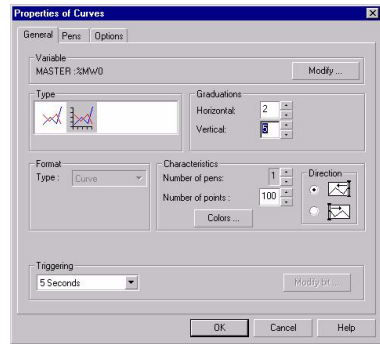 Properties of Curves
General Pens Options
Variable
MASTER :%MW0
Modify ...
Type
Graduations
Horizontal: 2
Vertical: 5
Format
Type : Curve
Characteristics
Number of pens: 1
Number of points : 100
Colors ...
Direction
Triggering
5 Seconds
Modify bit ...
OK Cancel Help